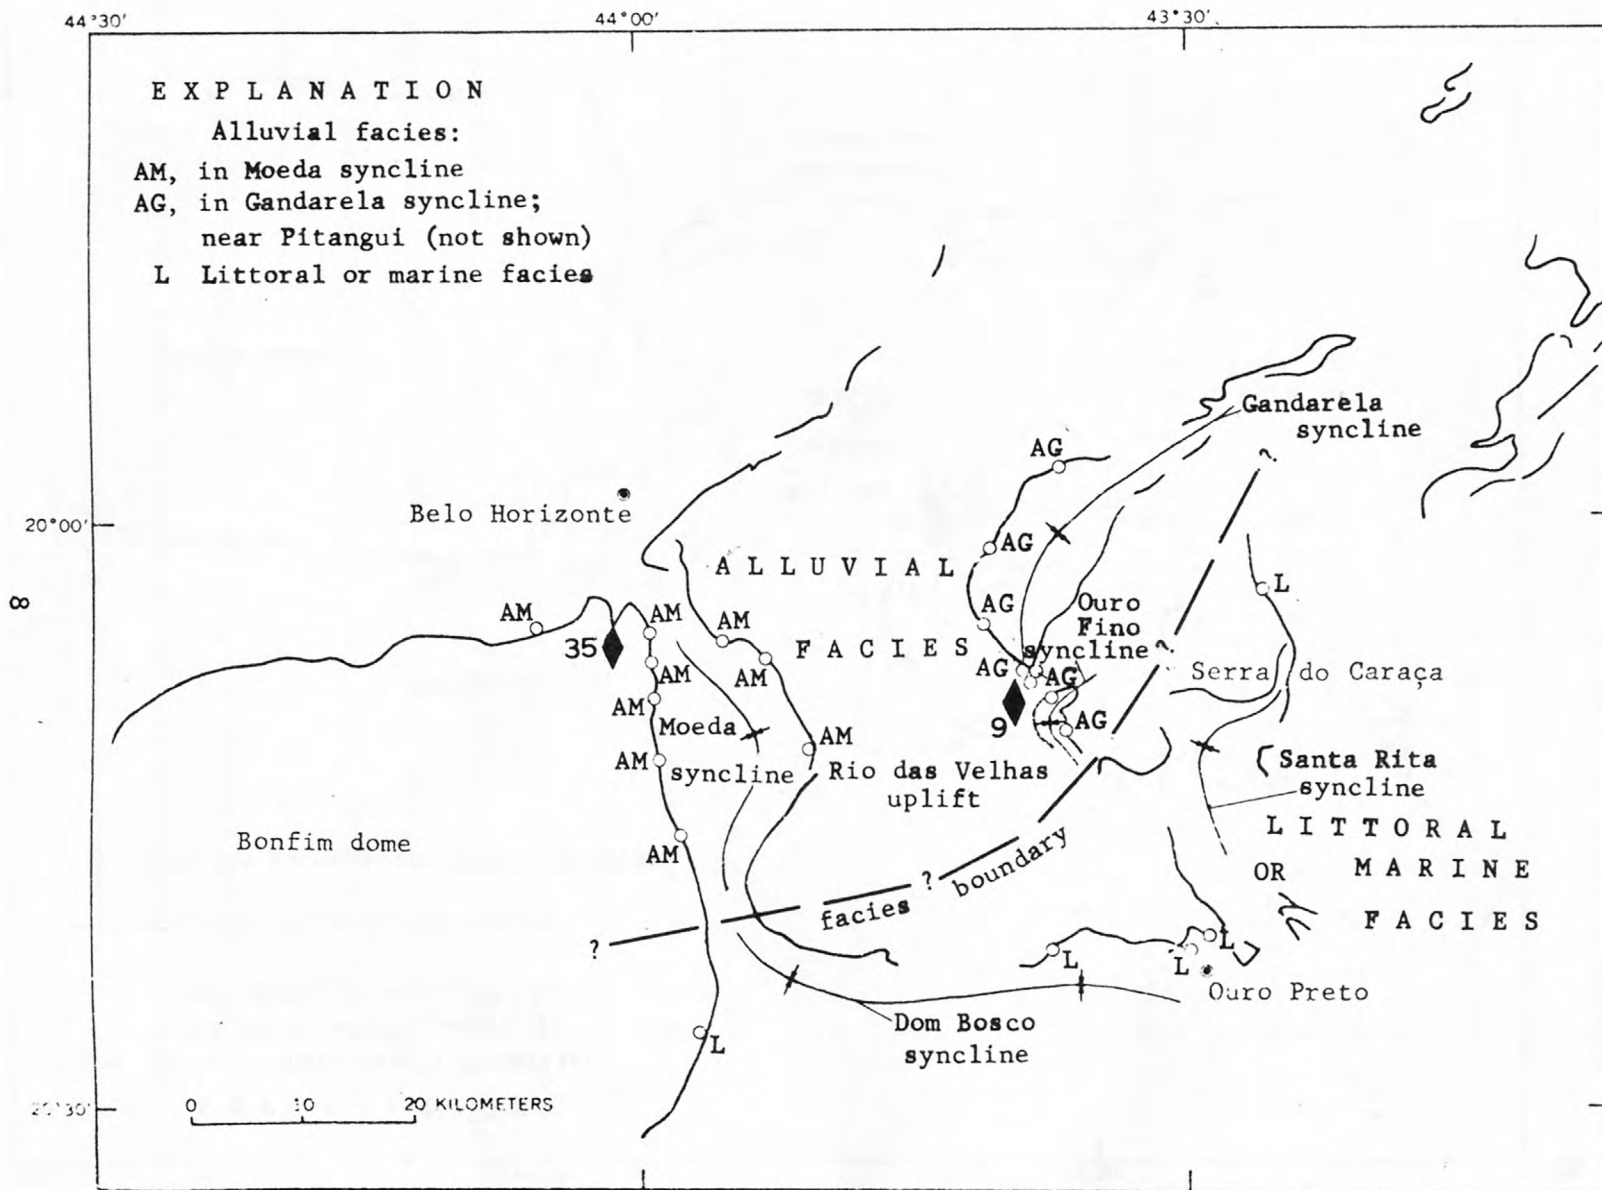 44°30'
44°00'
43°30'
EXPLANATION
Alluvial facies:
AM, in Moeda syncline
AG, in Gandarela syncline;
near Pitangui (not shown)
L Littoral or marine facies
Gandarela
syncline
?
AG
Belo Horizonte
20°00'
AG
ALLUVIAL
L
8
AM
AM
AM
AG
Ouro
Fino
syncline
?
35
FACIES
AG
AG
Serra do Caraça
AM
AM
AM
Moeda
syncline
AM
9
AG
AM
Rio das Velhas
uplift
Santa Rita
syncline
Bonfim dome
AM
LITTORAL
OR MARINE
FACIES
?
facies ? boundary
L
L
L
Ouro Preto
Dom Bosco
syncline
L
20°30'
0 10 20 KILOMETERS